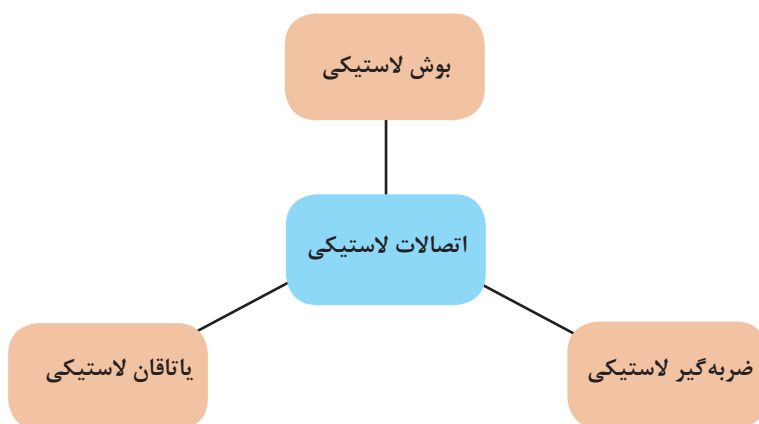 بوش لاستیکی
اتصالات لاستیکی
ضربه‌گیر لاستیکی
یاتاقان لاستیکی